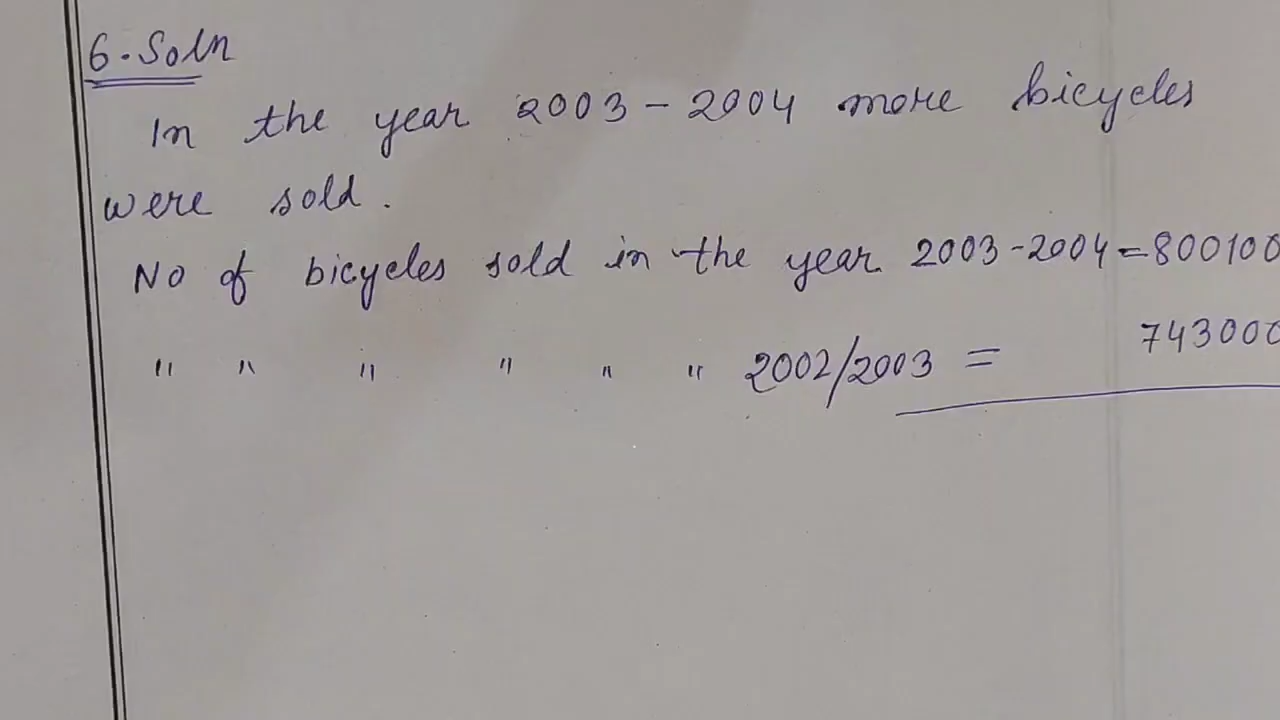 6. Soln
In the year 2003 - 2004 more bicycles
were sold.
No of bicycles sold in the year 2003 - 2004 = 800100
" " " " " " 2002/2003 = 743000